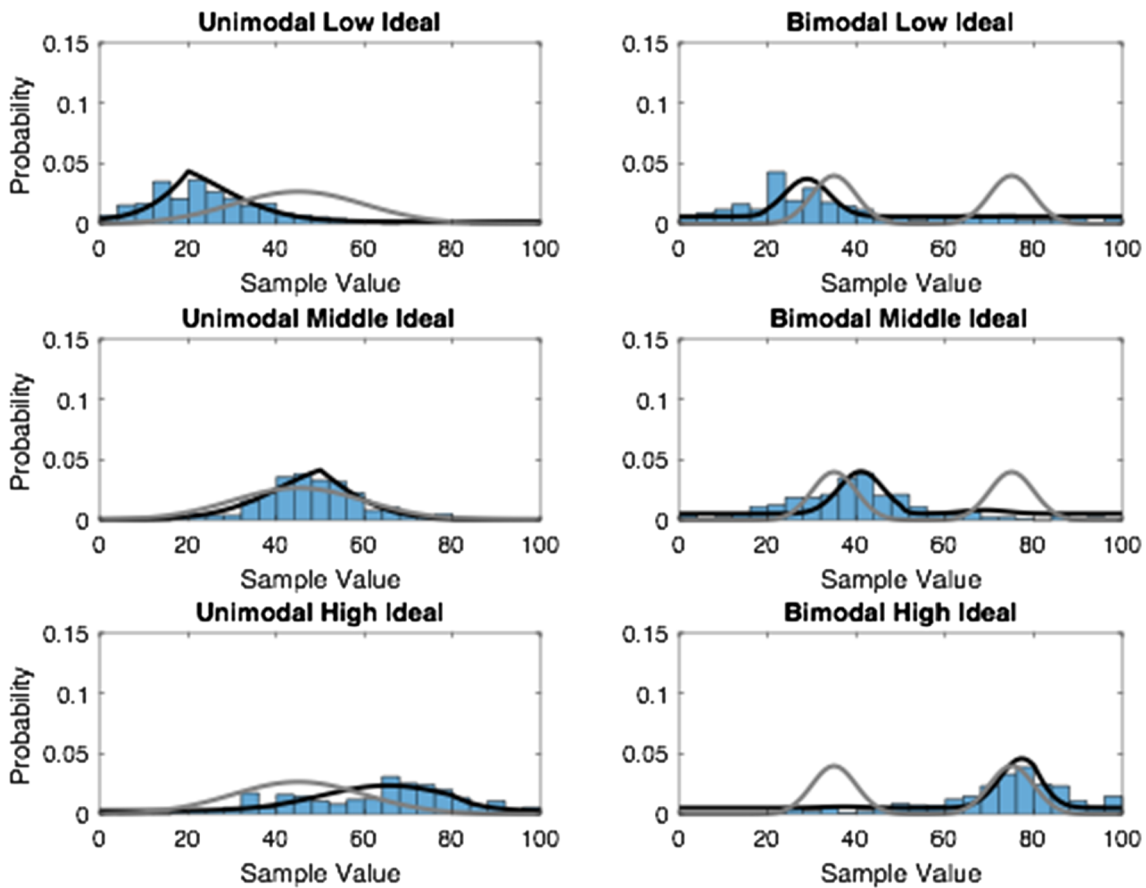 Unimodal Low Ideal
0.15
0.1
0.05
0
Probability
0 20 40 60 80 100
Sample Value
Bimodal Low Ideal
0.15
0.1
0.05
0
0 20 40 60 80 100
Sample Value
Unimodal Middle Ideal
0.15
0.1
0.05
0
Probability
0 20 40 60 80 100
Sample Value
Bimodal Middle Ideal
0.15
0.1
0.05
0
0 20 40 60 80 100
Sample Value
Unimodal High Ideal
0.15
0.1
0.05
0
Probability
0 20 40 60 80 100
Sample Value
Bimodal High Ideal
0.15
0.1
0.05
0
0 20 40 60 80 100
Sample Value